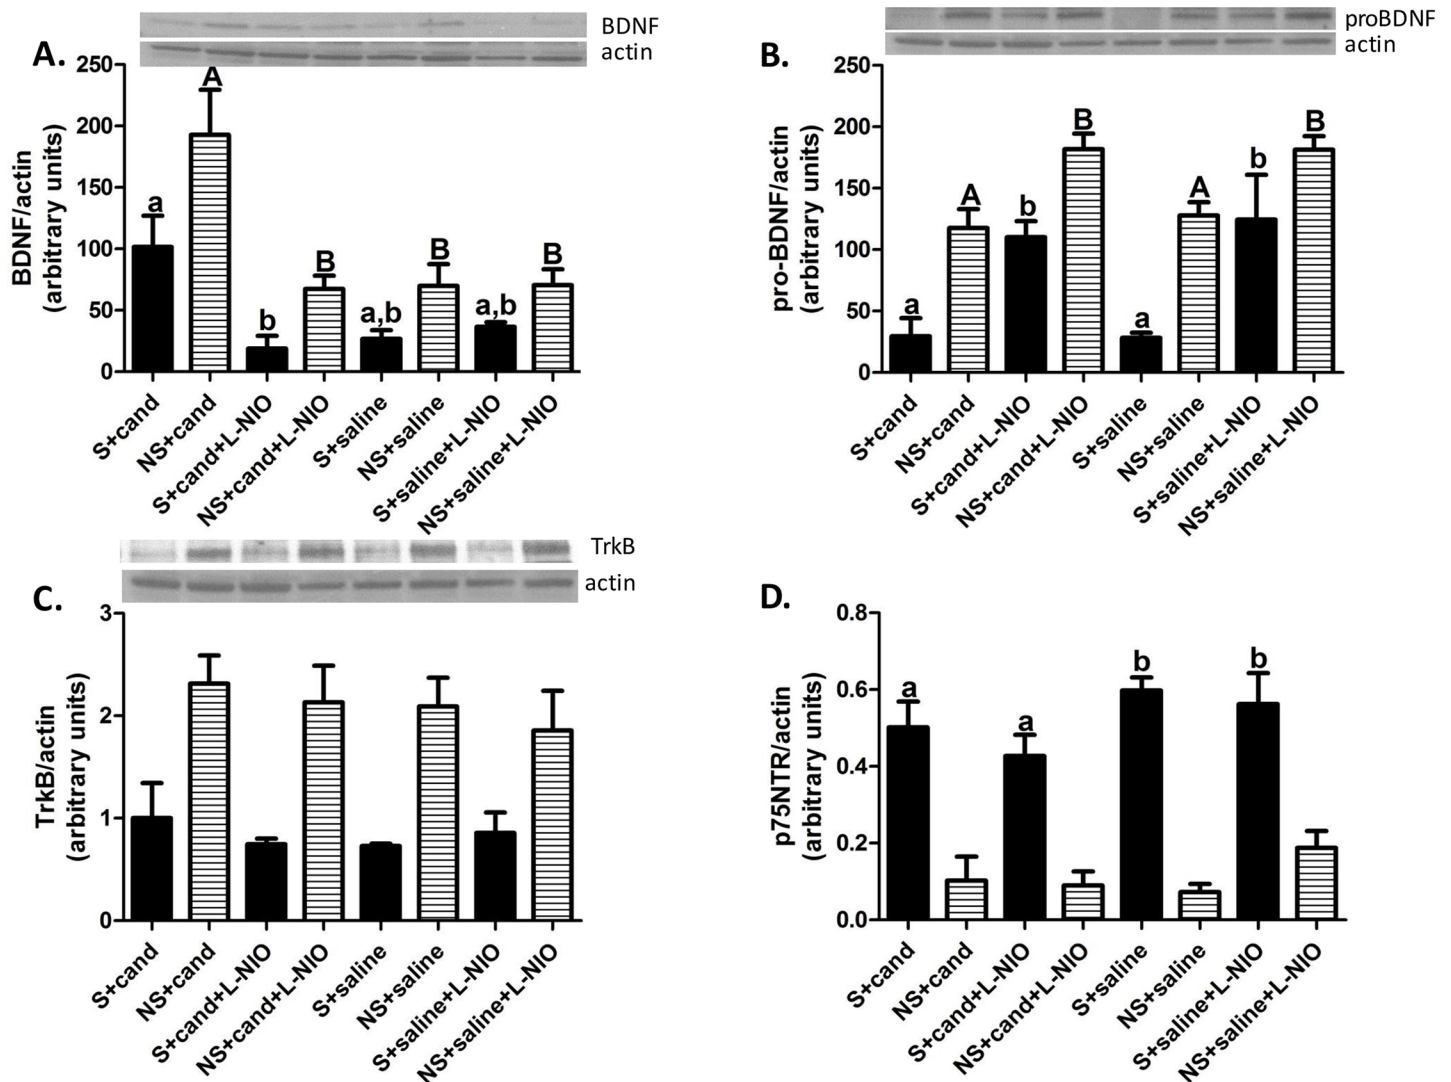 BDNF
actin
A.
250
200
150
100
50
0
BDNF/actin
(arbitrary units)
a
A
b
B
a,b
B
a,b
B
S+cand
NS+cand
S+cand+L-NIO
NS+cand+L-NIO
S+saline
NS+saline
S+saline+L-NIO
NS+saline+L-NIO
proBDNF
actin
B.
250
200
150
100
50
0
pro-BDNF/actin
(arbitrary units)
a
A
b
B
a
A
b
B
S+cand
NS+cand
S+cand+L-NIO
NS+cand+L-NIO
S+saline
NS+saline
S+saline+L-NIO
NS+saline+L-NIO
TrkB
actin
C.
3
2
1
0
TrkB/actin
(arbitrary units)
S+cand
NS+cand
S+cand+L-NIO
NS+cand+L-NIO
S+saline
NS+saline
S+saline+L-NIO
NS+saline+L-NIO
D.
0.8
0.6
0.4
0.2
0.0
p75NTR/actin
(arbitrary units)
a
a
b
b
S+cand
NS+cand
S+cand+L-NIO
NS+cand+L-NIO
S+saline
NS+saline
S+saline+L-NIO
NS+saline+L-NIO